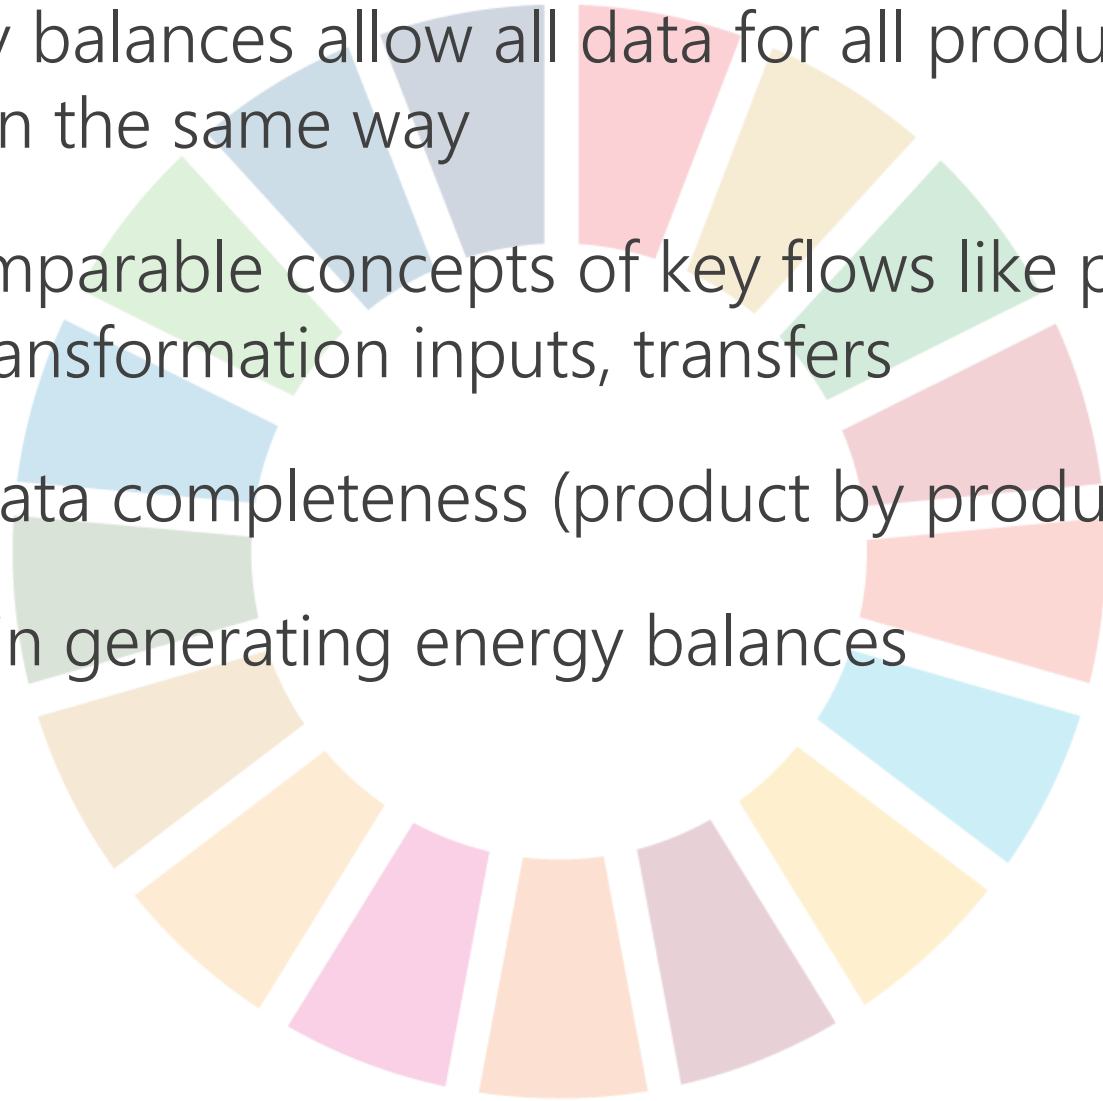 y balances allow all data for all produ
n the same way
mparable concepts of key flows like p
ansformation inputs, transfers
ata completeness (product by produ
in generating energy balances